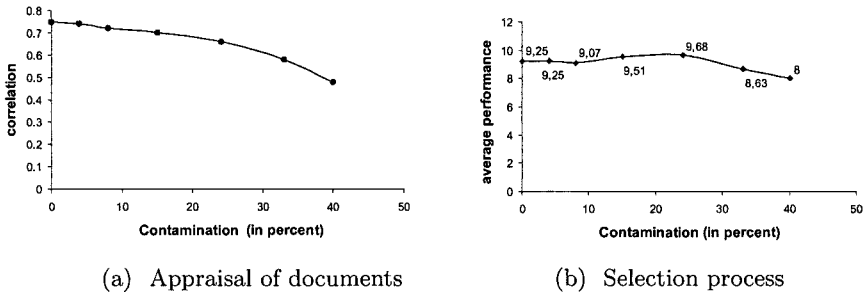 correlation
0.8
0.7
0.6
0.5
0.4
0.3
0.2
0.1
0
0 10 20 30 40 50
Contamination (in percent)
(a) Appraisal of documents
average performance
12
10
8
6
4
2
0
9,25
9,25
9,07
9,51
9,68
8,63
8
0 10 20 30 40 50
Contamination (in percent)
(b) Selection process